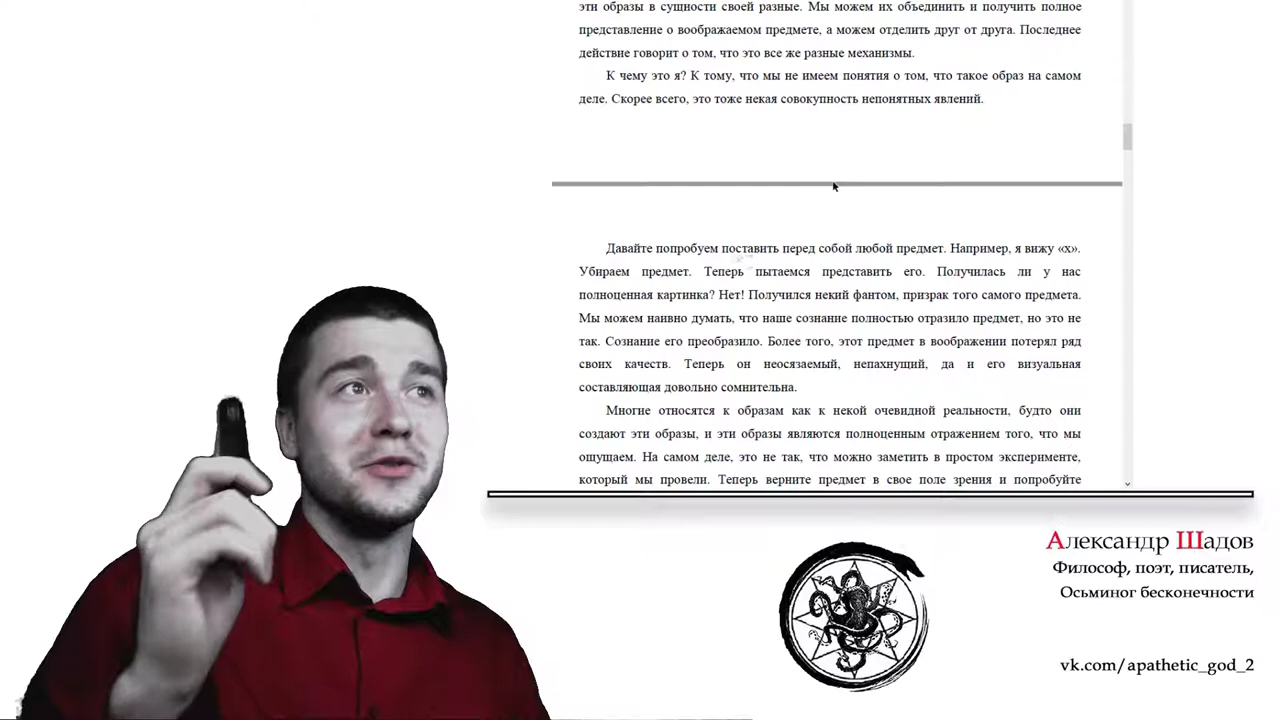 эти образы в сущности своей разные. Мы можем их объединить и получить полное
представление о воображаемом предмете, а можем отделить друг от друга. Последнее
действие говорит о том, что это все же разные механизмы.
К чему это я? К тому, что мы не имеем понятия о том, что такое образ на самом
деле. Скорее всего, это тоже некая совокупность непонятных явлений.
Давайте попробуем поставить перед собой любой предмет. Например, я вижу «х».
Убираем предмет. Теперь пытаемся представить его. Получилась ли у нас
полноценная картинка? Нет! Получился некий фантом, призрак того самого предмета.
Мы можем наивно думать, что наше сознание полностью отразило предмет, но это не
так. Сознание его преобразило. Более того, этот предмет в воображении потерял ряд
своих качеств. Теперь он неосязаемый, непахнущий, да и его визуальная
составляющая довольно сомнительна.
Многие относятся к образам как к некой очевидной реальности, будто они
создают эти образы, и эти образы являются полноценным отражением того, что мы
ощущаем. На самом деле, это не так, что можно заметить в простом эксперименте,
который мы провели. Теперь верните предмет в свое поле зрения и попробуйте
Александр Шадов
Философ, поэт, писатель,
Осьминог бесконечности
vk.com/apathetic_god_2